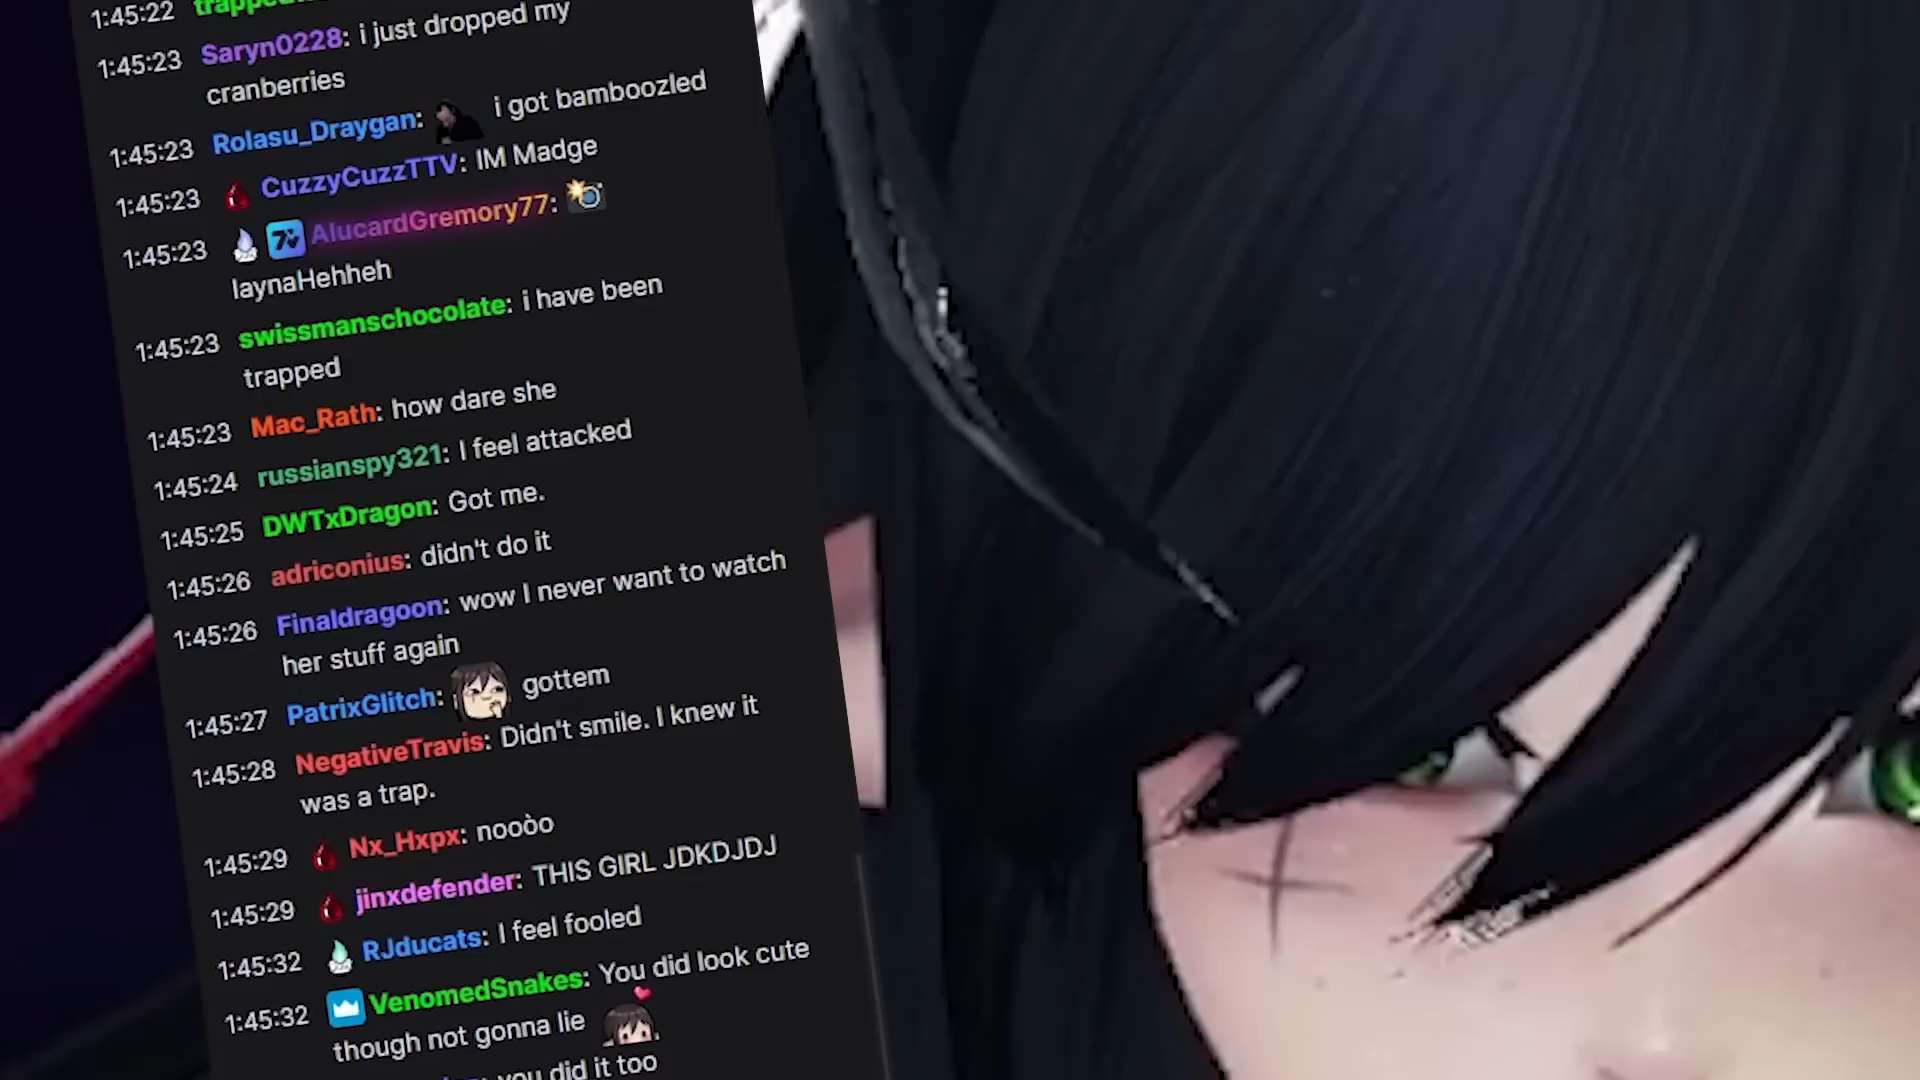 1:45:22 trapped
1:45:23 Saryn0228: i just dropped my
cranberries
1:45:23 Rolasu_Draygan: i got bamboozled
1:45:23 CuzzyCuzzTTV: IM Madge
1:45:23 7 AlucardGremory77:
laynaHehheh
1:45:23 swissmanschocolate: i have been
trapped
1:45:23 Mac_Rath: how dare she
1:45:24 russianspy321: I feel attacked
1:45:25 DWTxDragon: Got me.
1:45:26 adriconius: didn't do it
1:45:26 Finaldragoon: wow I never want to watch
her stuff again
1:45:27 PatrixGlitch: gottem
1:45:28 NegativeTravis: Didn't smile. I knew it
was a trap.
1:45:29 Nx_Hxpx: nooòo
1:45:29 jinxdefender: THIS GIRL JDKDJDJ
1:45:32 RJducats: I feel fooled
1:45:32 VenomedSnakes: You did look cute
though not gonna lie
you did it too